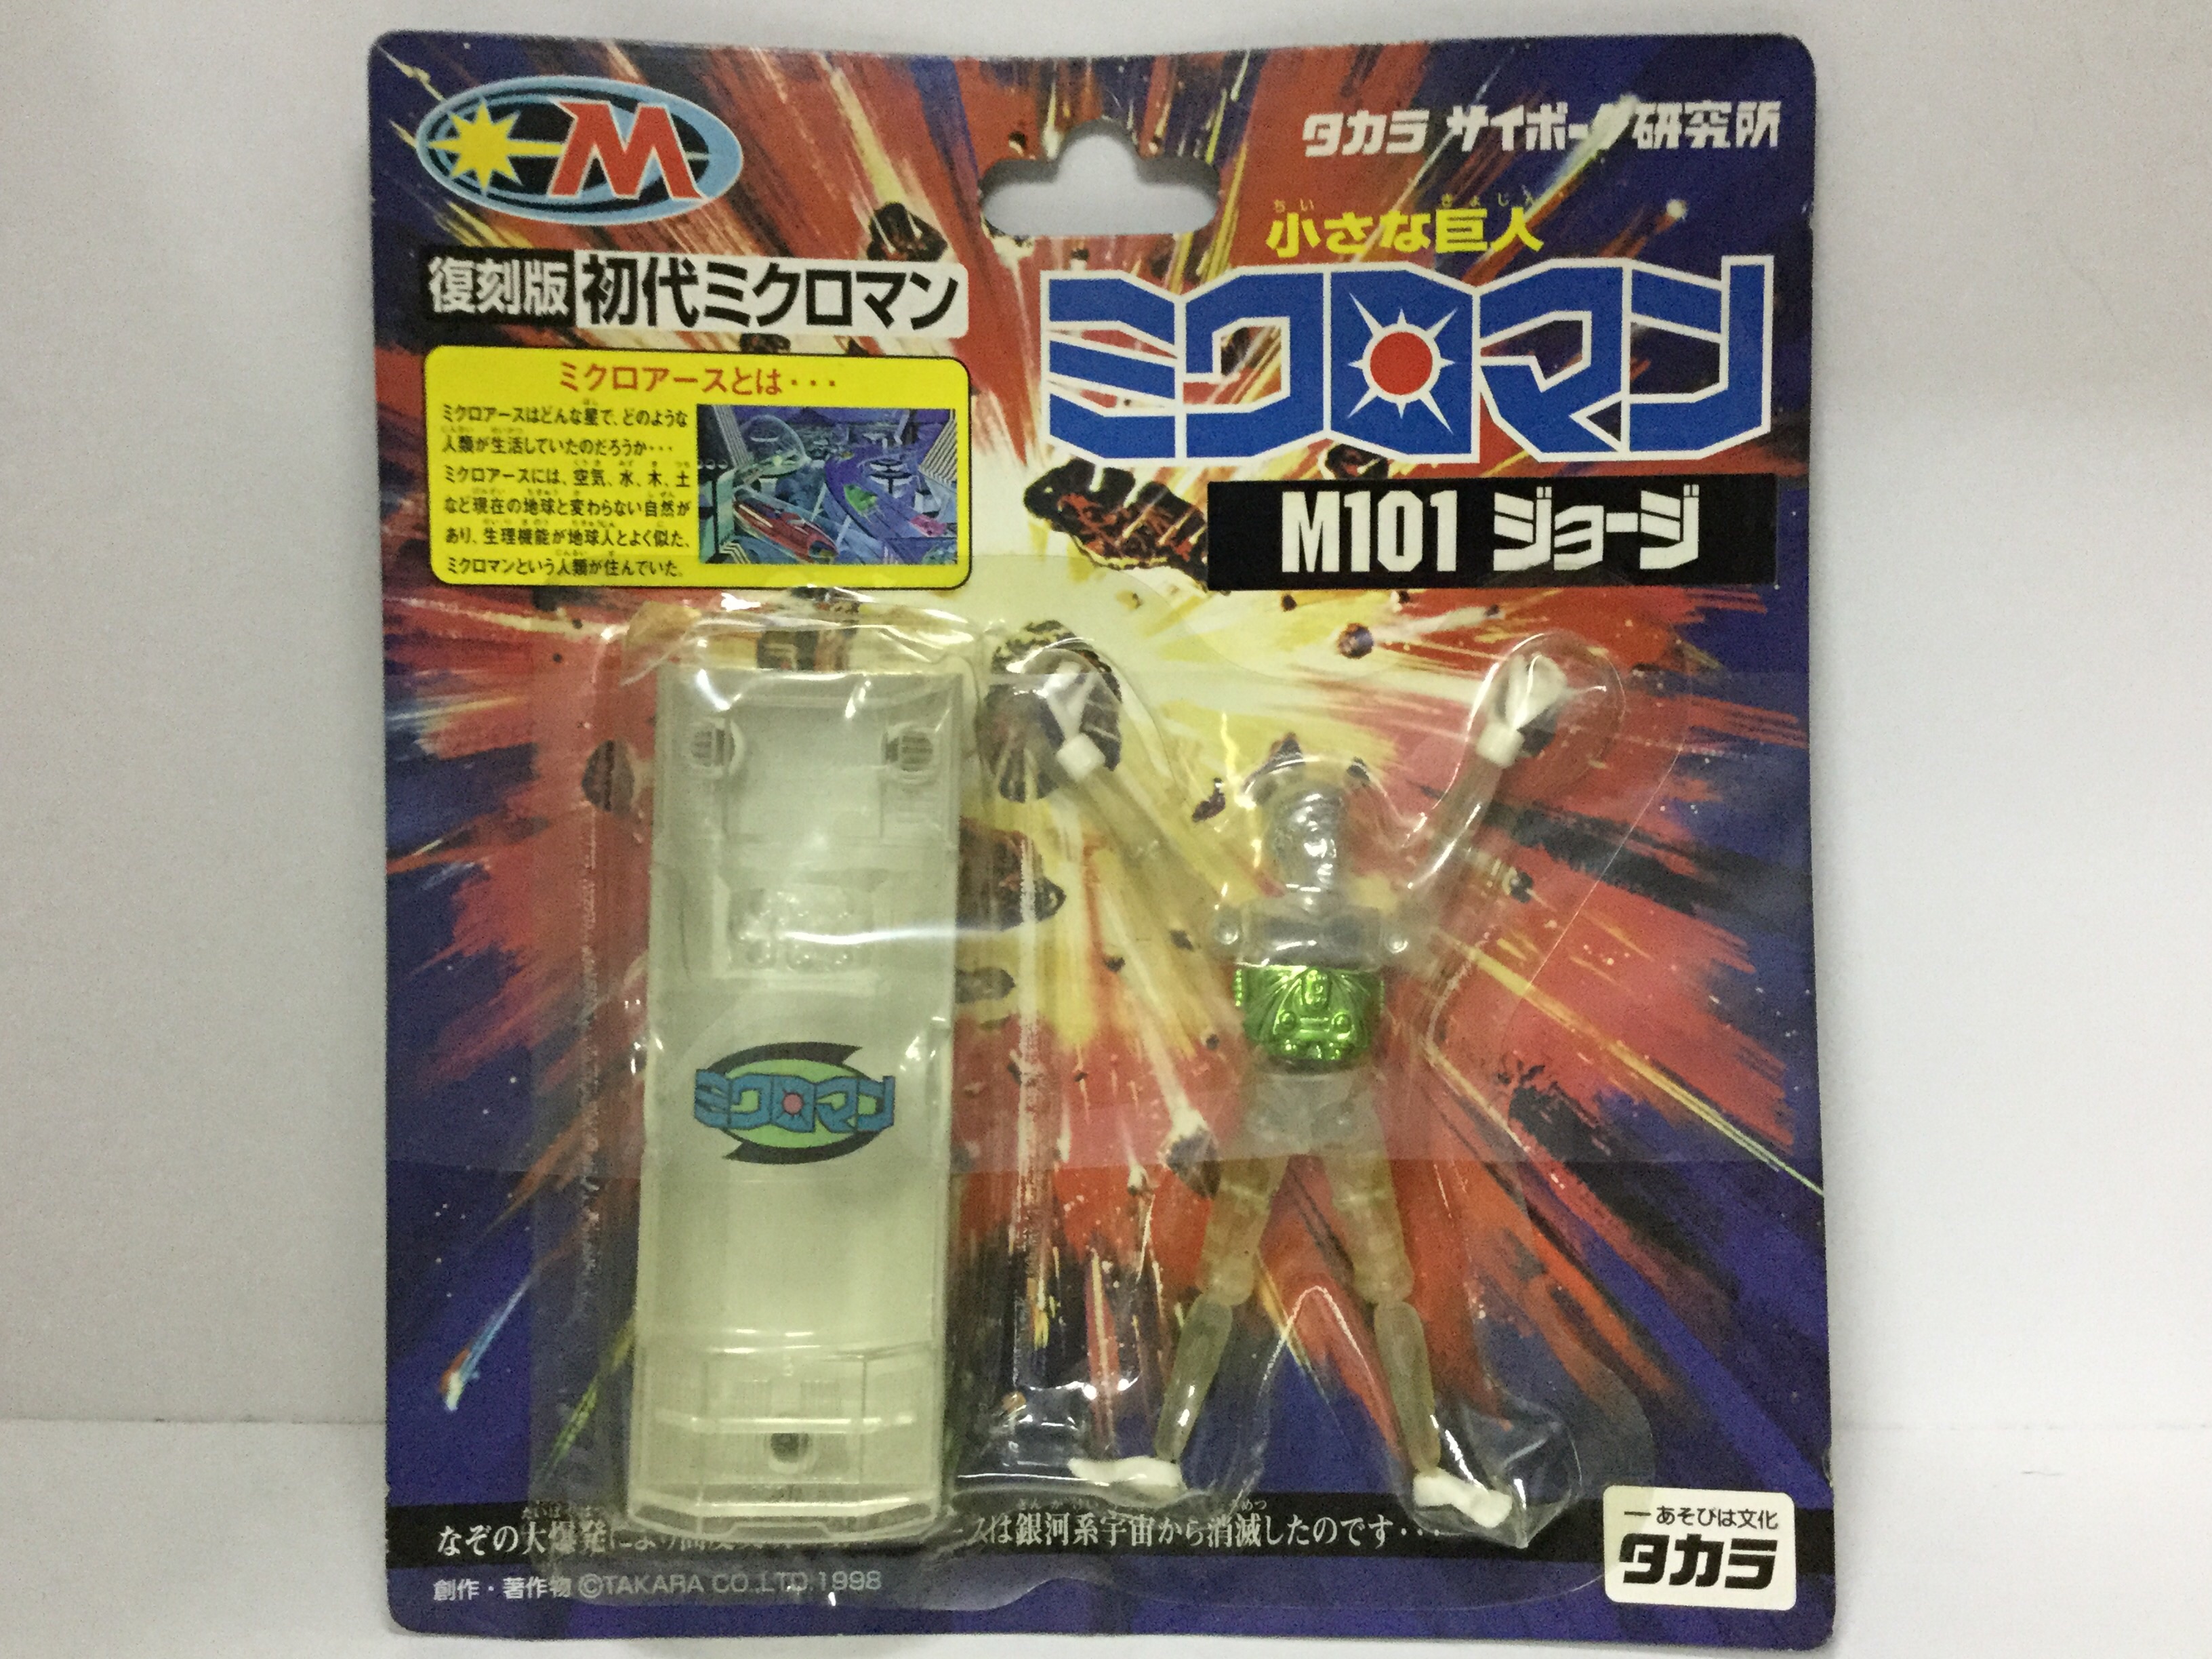 M
タカラ サイボーグ研究所
小さな巨人
ちい きょじん
ミクロマン
M101 ジョージ
復刻版 初代ミクロマン
ミクロアースとは・・・
ミクロアースはどんな星で、どのような
人類が生活していたのだろうか・・・
ミクロアースには、空気、水、木、土
など現在の地球と変わらない自然が
あり、生理機能が地球人とよく似た、
ミクロマンという人類が住んでいた。
ミクロマン
なぞの大爆発により
スは銀河系宇宙から消滅したのです・・・
創作・著作物 ©TAKARA CO.,LTD.1998
―あそびは文化
タカラ